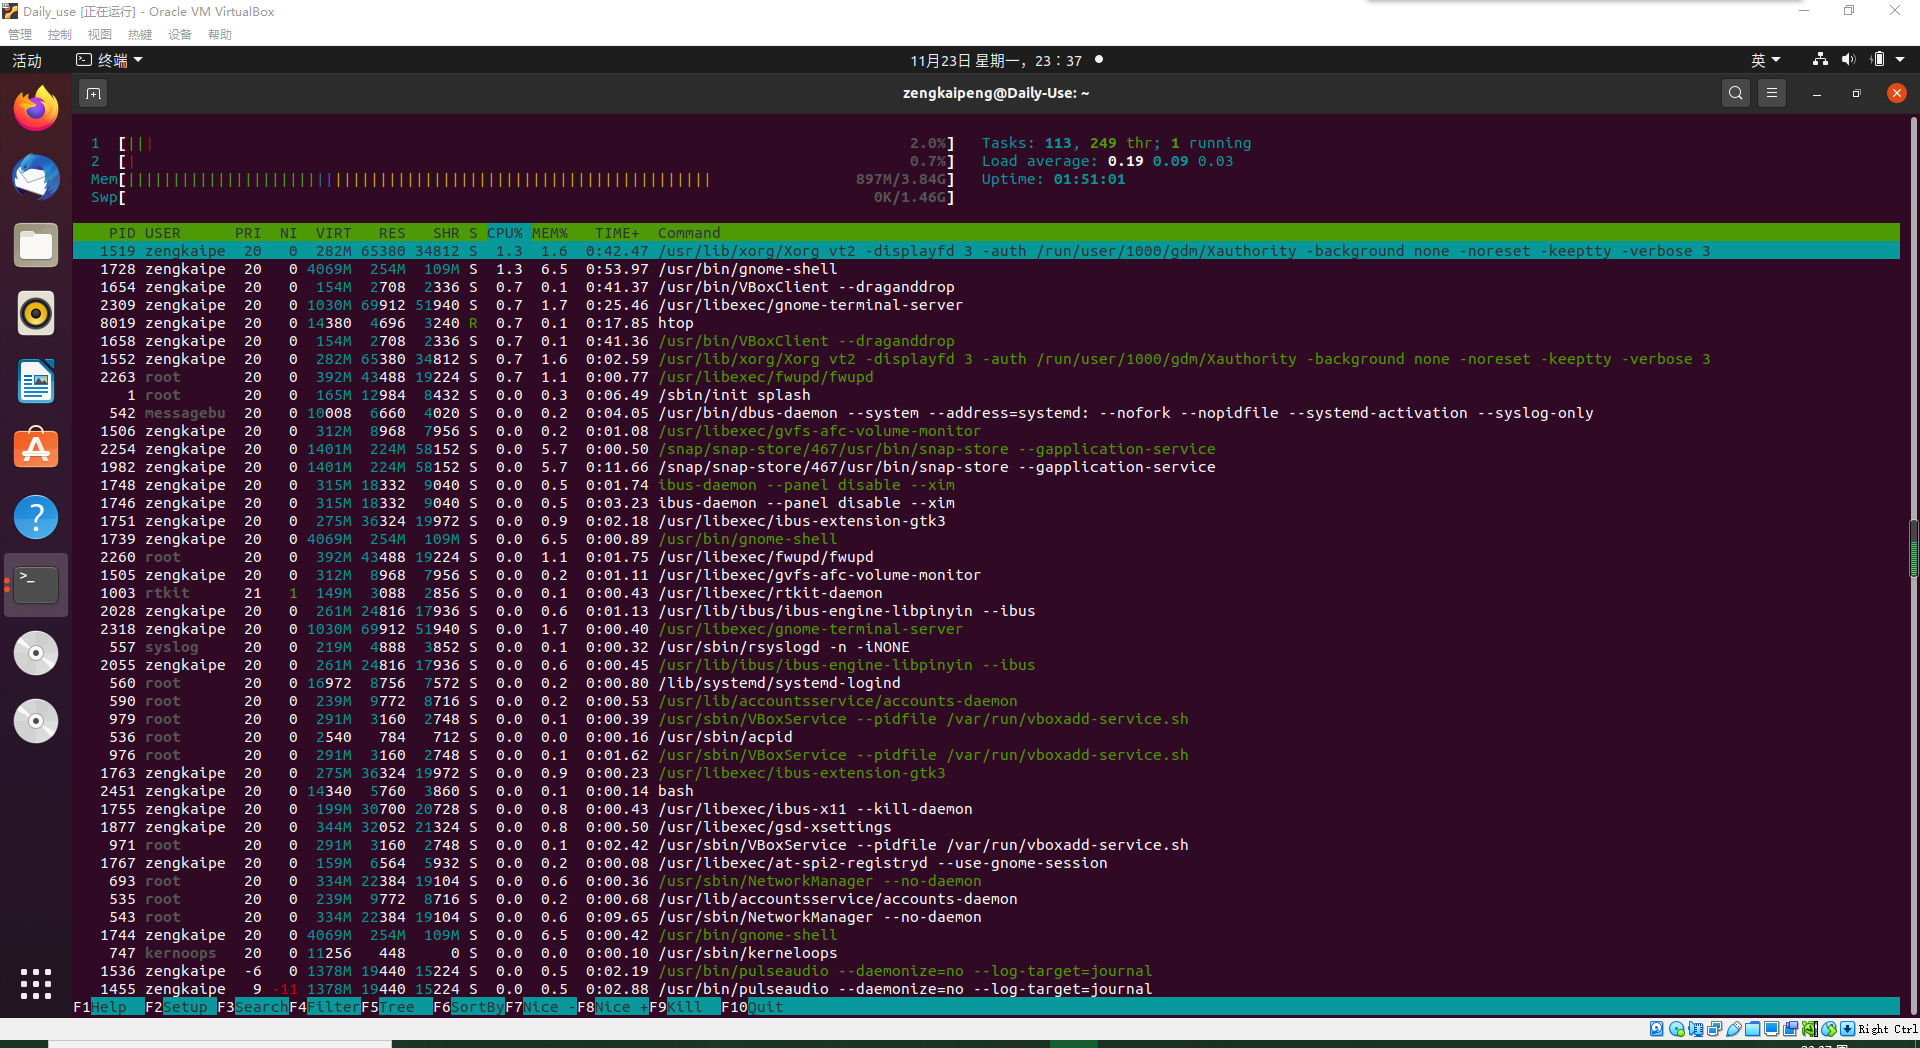 Daily_use [正在运行] - Oracle VM VirtualBox
管理 控制 视图 热键 设备 帮助
活动 终端 11月23日 星期一，23：37 英
zengkaipeng@Daily-Use: ~
1 [||| 2.0%] Tasks: 113, 249 thr; 1 running
2 [| 0.7%] Load average: 0.19 0.09 0.03
Mem[||||||||||||||||||||||||||||||||||||||||||||||||||||||||||||||||| 897M/3.84G] Uptime: 01:51:01
Swp[ 0K/1.46G]
PID USER PRI NI VIRT RES SHR S CPU% MEM% TIME+ Command
1519 zengkaipe 20 0 282M 65380 34812 S 1.3 1.6 0:42.47 /usr/lib/xorg/Xorg vt2 -displayfd 3 -auth /run/user/1000/gdm/Xauthority -background none -noreset -keeptty -verbose 3
1728 zengkaipe 20 0 4069M 254M 109M S 1.3 6.5 0:53.97 /usr/bin/gnome-shell
1654 zengkaipe 20 0 154M 2708 2336 S 0.7 0.1 0:41.37 /usr/bin/VBoxClient --draganddrop
2309 zengkaipe 20 0 1030M 69912 51940 S 0.7 1.7 0:25.46 /usr/libexec/gnome-terminal-server
8019 zengkaipe 20 0 14380 4696 3240 R 0.7 0.1 0:17.85 htop
1658 zengkaipe 20 0 154M 2708 2336 S 0.7 0.1 0:41.36 /usr/bin/VBoxClient --draganddrop
1552 zengkaipe 20 0 282M 65380 34812 S 0.7 1.6 0:02.59 /usr/lib/xorg/Xorg vt2 -displayfd 3 -auth /run/user/1000/gdm/Xauthority -background none -noreset -keeptty -verbose 3
2263 root 20 0 392M 43488 19224 S 0.7 1.1 0:00.77 /usr/libexec/fwupd/fwupd
1 root 20 0 165M 12984 8432 S 0.0 0.3 0:06.49 /sbin/init splash
542 messagebu 20 0 10008 6660 4020 S 0.0 0.2 0:04.05 /usr/bin/dbus-daemon --system --address=systemd: --nofork --nopidfile --systemd-activation --syslog-only
1506 zengkaipe 20 0 312M 8968 7956 S 0.0 0.2 0:01.08 /usr/libexec/gvfs-afc-volume-monitor
2254 zengkaipe 20 0 1401M 224M 58152 S 0.0 5.7 0:00.50 /snap/snap-store/467/usr/bin/snap-store --gapplication-service
1982 zengkaipe 20 0 1401M 224M 58152 S 0.0 5.7 0:11.66 /snap/snap-store/467/usr/bin/snap-store --gapplication-service
1748 zengkaipe 20 0 315M 18332 9040 S 0.0 0.5 0:01.74 ibus-daemon --panel disable --xim
1746 zengkaipe 20 0 315M 18332 9040 S 0.0 0.5 0:03.23 ibus-daemon --panel disable --xim
1751 zengkaipe 20 0 275M 36324 19972 S 0.0 0.9 0:02.18 /usr/libexec/ibus-extension-gtk3
1739 zengkaipe 20 0 4069M 254M 109M S 0.0 6.5 0:00.89 /usr/bin/gnome-shell
2260 root 20 0 392M 43488 19224 S 0.0 1.1 0:01.75 /usr/libexec/fwupd/fwupd
1505 zengkaipe 20 0 312M 8968 7956 S 0.0 0.2 0:01.11 /usr/libexec/gvfs-afc-volume-monitor
1003 rtkit 21 1 149M 3088 2856 S 0.0 0.1 0:00.43 /usr/libexec/rtkit-daemon
2028 zengkaipe 20 0 261M 24816 17936 S 0.0 0.6 0:01.13 /usr/lib/ibus/ibus-engine-libpinyin --ibus
2318 zengkaipe 20 0 1030M 69912 51940 S 0.0 1.7 0:00.40 /usr/libexec/gnome-terminal-server
557 syslog 20 0 219M 4888 3852 S 0.0 0.1 0:00.32 /usr/sbin/rsyslogd -n -iNONE
2055 zengkaipe 20 0 261M 24816 17936 S 0.0 0.6 0:00.45 /usr/lib/ibus/ibus-engine-libpinyin --ibus
560 root 20 0 16972 8756 7572 S 0.0 0.2 0:00.80 /lib/systemd/systemd-logind
590 root 20 0 239M 9772 8716 S 0.0 0.2 0:00.53 /usr/lib/accountsservice/accounts-daemon
979 root 20 0 291M 3160 2748 S 0.0 0.1 0:00.39 /usr/sbin/VBoxService --pidfile /var/run/vboxadd-service.sh
536 root 20 0 2540 784 712 S 0.0 0.0 0:00.16 /usr/sbin/acpid
976 root 20 0 291M 3160 2748 S 0.0 0.1 0:01.62 /usr/sbin/VBoxService --pidfile /var/run/vboxadd-service.sh
1763 zengkaipe 20 0 275M 36324 19972 S 0.0 0.9 0:00.23 /usr/libexec/ibus-extension-gtk3
2451 zengkaipe 20 0 14340 5760 3860 S 0.0 0.1 0:00.14 bash
1755 zengkaipe 20 0 199M 30700 20728 S 0.0 0.8 0:00.43 /usr/libexec/ibus-x11 --kill-daemon
1877 zengkaipe 20 0 344M 32052 21324 S 0.0 0.8 0:00.50 /usr/libexec/gsd-xsettings
971 root 20 0 291M 3160 2748 S 0.0 0.1 0:02.42 /usr/sbin/VBoxService --pidfile /var/run/vboxadd-service.sh
1767 zengkaipe 20 0 159M 6564 5932 S 0.0 0.2 0:00.08 /usr/libexec/at-spi2-registryd --use-gnome-session
693 root 20 0 334M 22384 19104 S 0.0 0.6 0:00.36 /usr/sbin/NetworkManager --no-daemon
535 root 20 0 239M 9772 8716 S 0.0 0.2 0:00.68 /usr/lib/accountsservice/accounts-daemon
543 root 20 0 334M 22384 19104 S 0.0 0.6 0:09.65 /usr/sbin/NetworkManager --no-daemon
1744 zengkaipe 20 0 4069M 254M 109M S 0.0 6.5 0:00.42 /usr/bin/gnome-shell
747 kernoops 20 0 11256 448 0 S 0.0 0.0 0:00.10 /usr/sbin/kerneloops
1536 zengkaipe -6 0 1378M 19440 15224 S 0.0 0.5 0:02.19 /usr/bin/pulseaudio --daemonize=no --log-target=journal
1455 zengkaipe 9 -11 1378M 19440 15224 S 0.0 0.5 0:02.88 /usr/bin/pulseaudio --daemonize=no --log-target=journal
F1Help F2Setup F3SearchF4FilterF5Tree F6SortByF7Nice -F8Nice +F9Kill F10Quit
Right Ctrl